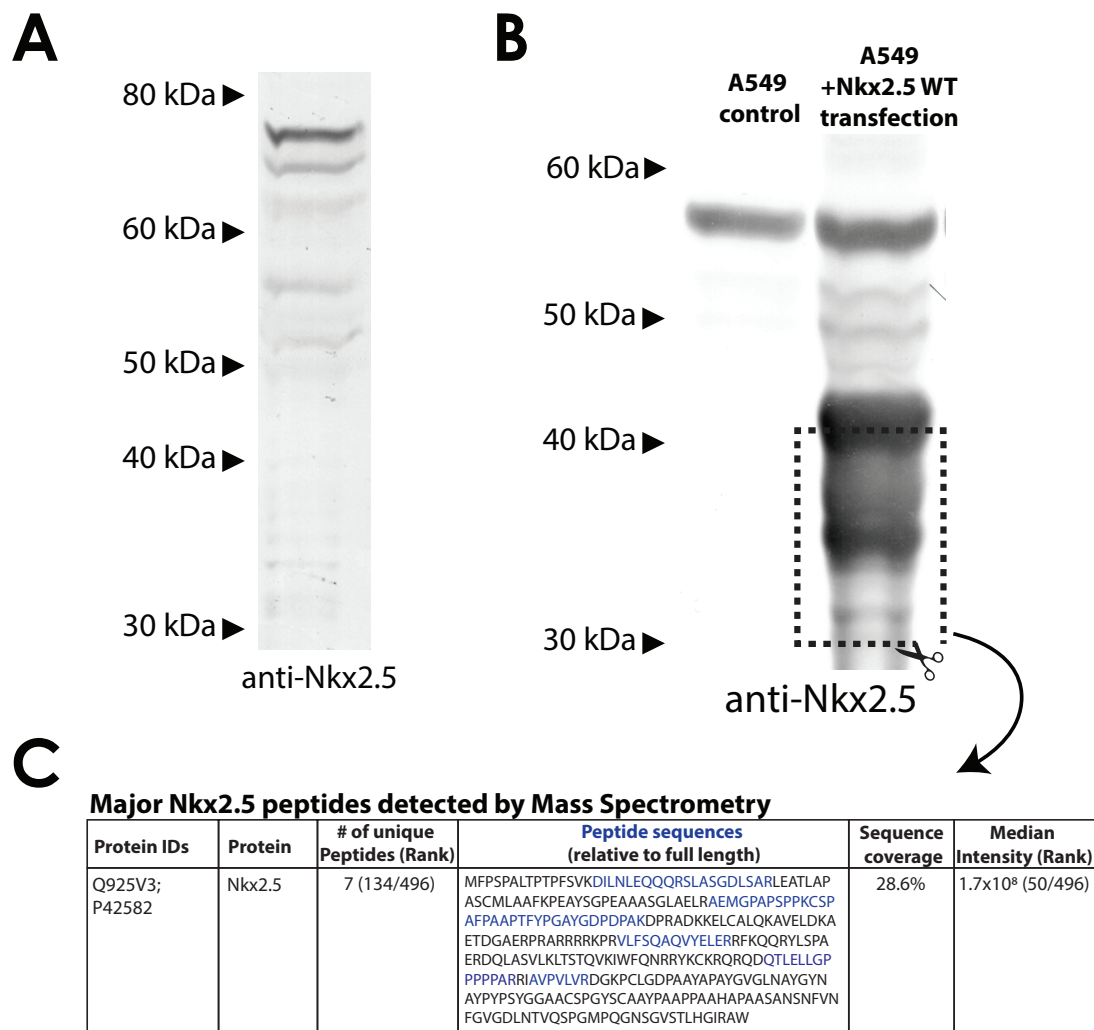 A
80 kDa
60 kDa
50 kDa
40 kDa
30 kDa
anti-Nkx2.5
B
A549
control
A549
+Nkx2.5 WT
transfection
60 kDa
50 kDa
40 kDa
30 kDa
anti-Nkx2.5
C
Major Nkx2.5 peptides detected by Mass Spectrometry
Protein IDs
Protein
# of unique
Peptides (Rank)
Peptide sequences
(relative to full length)
Sequence
coverage
Median
Intensity (Rank)
Q925V3;
P42582
Nkx2.5
7 (134/496)
MFPSPALTPTPFSVKDILNLEQQQRSLASGDLSARLEATLAP
ASCMLAAFKPEAYSGPEAAASGLAELRAEMGPAPSPPKCSP
AFPAAPTFYPGAYGDPDPAKDPRADKKELCALQKAVELDKA
ETDGAERPRARRRRKPRVLFSQAQVYELERRFKQQRYLSPA
ERDQLASVLKLTSTQVKIWFQNRRYKCKRQRQDQTLELLGP
PPPPARRIAVPVLVRDGKPCLGDPAAYAPAYGVGLNAYGYN
AYPYPSYGGAACSPGYSCAAYPAAPPAAHAPAASANSNFVN
FGVGDLNTVQSPGMPQGNSGVSTLHGIRAW
28.6%
1.7x10⁸ (50/496)